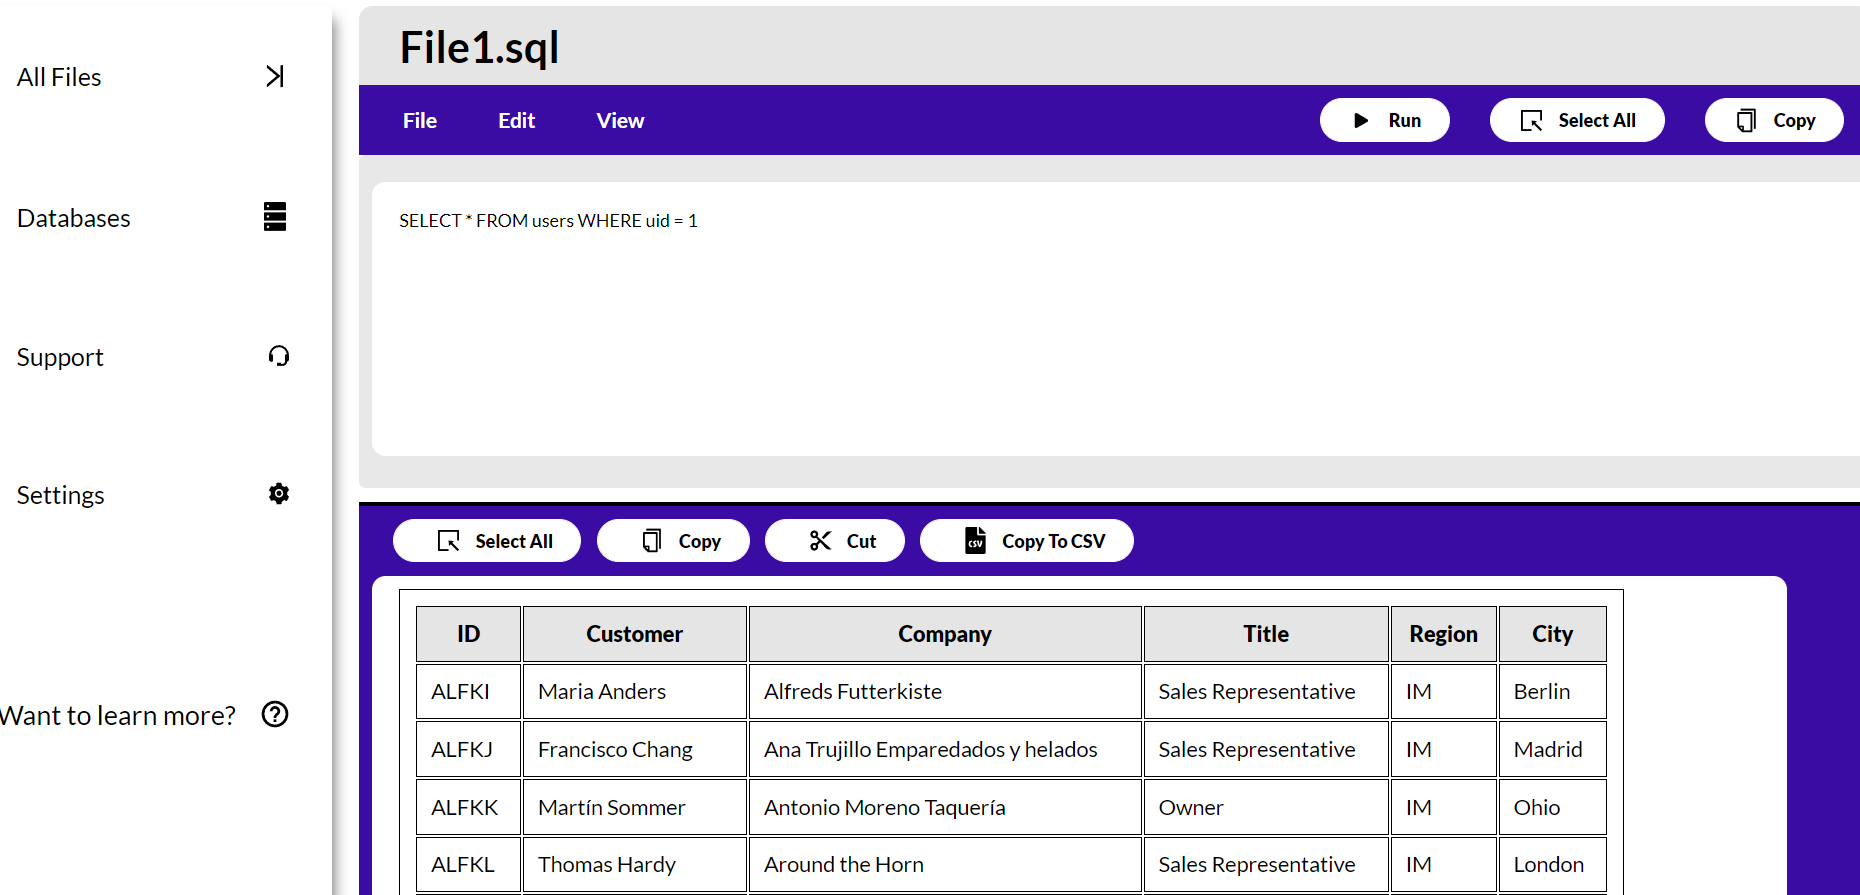 All Files
Databases
Support
Settings
Want to learn more?
File1.sql
File Edit View Run Select All Copy
SELECT * FROM users WHERE uid = 1
Select All Copy Cut CSV Copy To CSV
ID Customer Company Title Region City
ALFKI Maria Anders Alfreds Futterkiste Sales Representative IM Berlin
ALFKJ Francisco Chang Ana Trujillo Emparedados y helados Sales Representative IM Madrid
ALFKK Martín Sommer Antonio Moreno Taquería Owner IM Ohio
ALFKL Thomas Hardy Around the Horn Sales Representative IM London